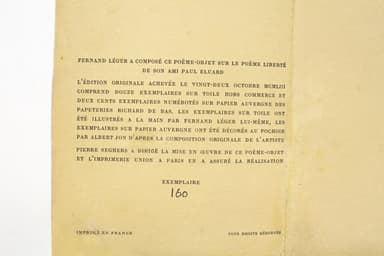 FERNAND LÉGER A COMPOSÉ CE POÈME-OBJET SUR LE POÈME LIBERTÉ
DE SON AMI PAUL ELUARD
L'ÉDITION ORIGINALE ACHEVÉE LE VINGT-DEUX OCTOBRE MCMLIII
COMPREND DOUZE EXEMPLAIRES SUR TOILE HORS COMMERCE ET
DEUX CENTS EXEMPLAIRES NUMÉROTÉS SUR PAPIER AUVERGNE DES
PAPETERIES RICHARD DE BAS, LES EXEMPLAIRES SUR TOILE ONT
ÉTÉ ILLUSTRÉS A LA MAIN PAR FERNAND LÉGER LUI-MÊME, LES
EXEMPLAIRES SUR PAPIER AUVERGNE ONT ÉTÉ DÉCORÉS AU POCHOIR
PAR ALBERT JON D'APRÈS LA COMPOSITION ORIGINALE DE L'ARTISTE
PIERRE SEGHERS A DIRIGÉ LA MISE EN ŒUVRE DE CE POÈME-OBJET
ET L'IMPRIMERIE UNION A PARIS EN A ASSURÉ LA RÉALISATION
EXEMPLAIRE
160
IMPRIMÉ EN FRANCE
TOUS DROITS RÉSERVÉS